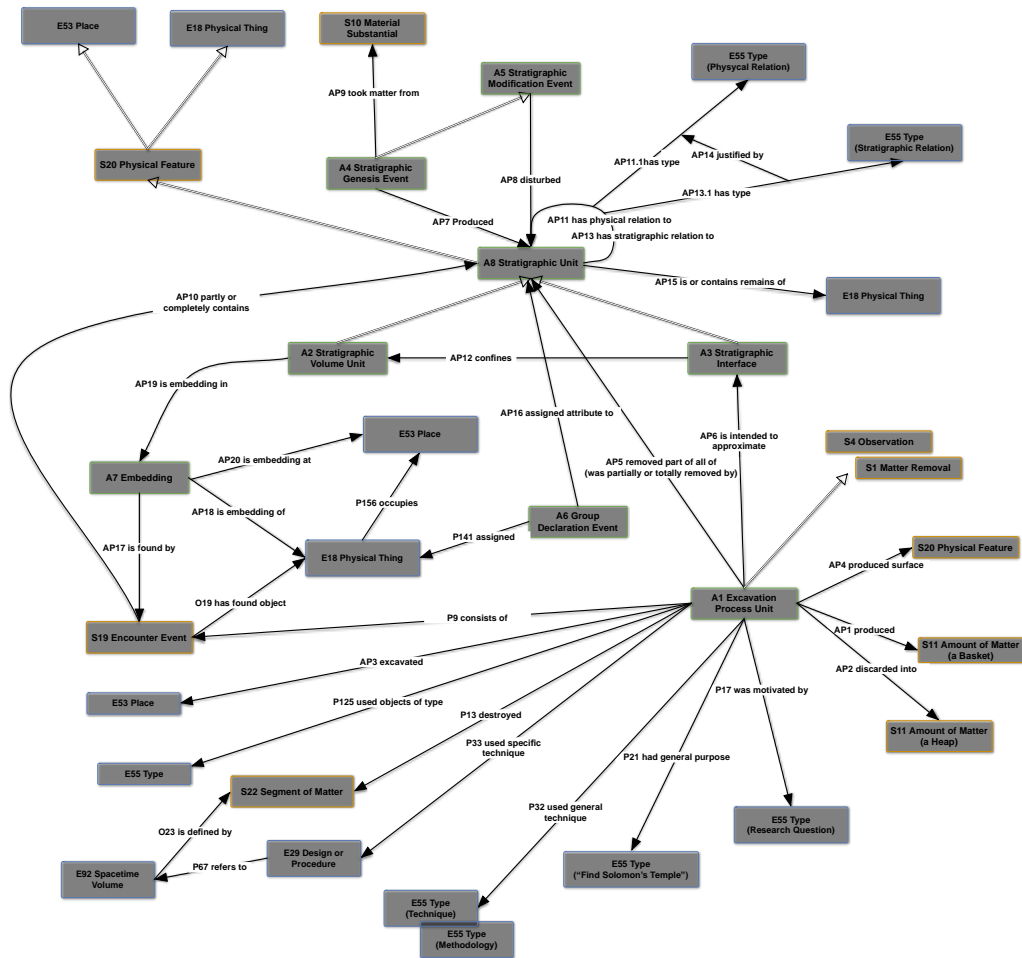 E53 Place
E18 Physical Thing
S10 Material
Substantial
E55 Type
(Physycal Relation)
A5 Stratigraphic
Modification Event
AP9 took matter from
E55 Type
(Stratigraphic Relation)
S20 Physical Feature
A4 Stratigraphic
Genesis Event
AP11.1has type
AP14 justified by
AP8 disturbed
AP13.1 has type
AP7 Produced
AP11 has physical relation to
AP13 has stratigraphic relation to
A8 Stratigraphic Unit
AP15 is or contains remains of
E18 Physical Thing
AP10 partly or
completely contains
A2 Stratigraphic
Volume Unit
AP12 confines
A3 Stratigraphic
Interface
AP19 is embedding in
AP16 assigned attribute to
E53 Place
AP6 is intended to
approximate
S4 Observation
S1 Matter Removal
AP20 is embedding at
AP5 removed part of all of
(was partially or totally removed by)
A7 Embedding
P156 occupies
AP18 is embedding of
A6 Group
Declaration Event
P141 assigned
AP17 is found by
E18 Physical Thing
S20 Physical Feature
AP4 produced surface
O19 has found object
A1 Excavation
Process Unit
P9 consists of
S19 Encounter Event
AP1 produced
S11 Amount of Matter
(a Basket)
AP3 excavated
AP2 discarded into
E53 Place
P125 used objects of type
P17 was motivated by
P13 destroyed
S11 Amount of Matter
(a Heap)
P33 used specific
technique
P21 had general purpose
E55 Type
S22 Segment of Matter
P32 used general
technique
E55 Type
(Research Question)
O23 is defined by
E29 Design or
Procedure
P67 refers to
E92 Spacetime
Volume
E55 Type
(“Find Solomon’s Temple”)
E55 Type
(Technique)
E55 Type
(Methodology)